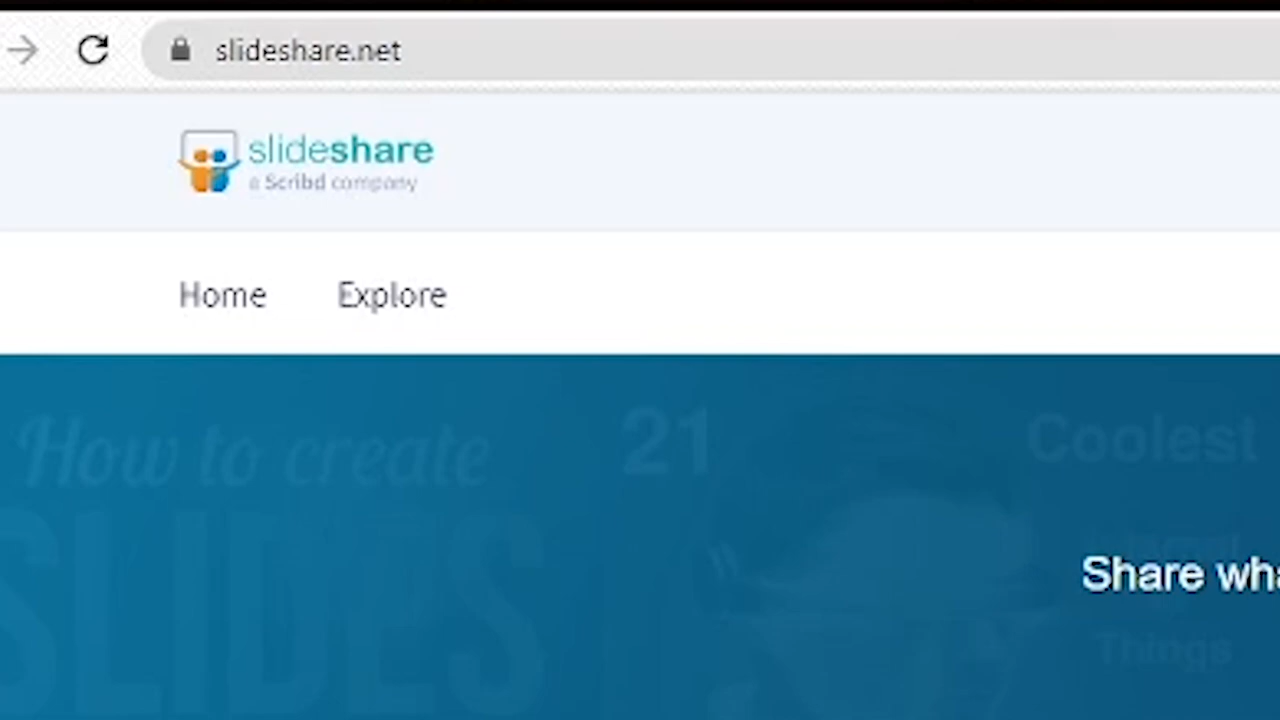 slideshare.net
slideshare
a Scribd company
Home Explore
How to create
21
Coolest
SLIDES
Share wha
Things